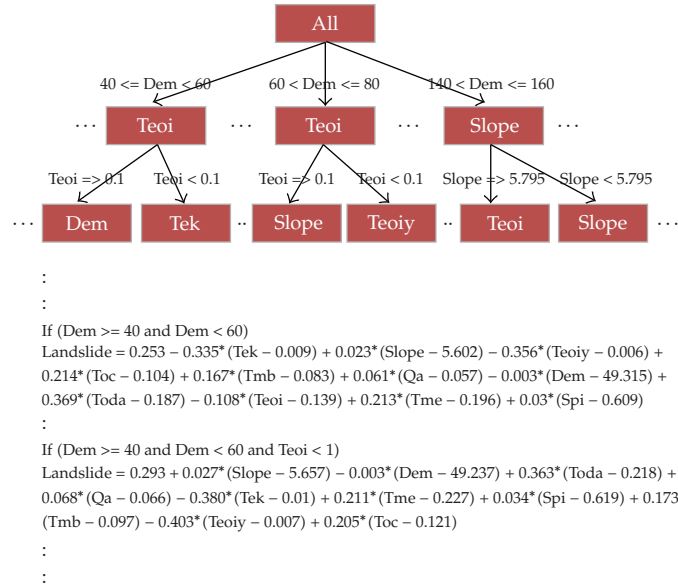 All
40 <= Dem < 60 60 < Dem <= 80 140 < Dem <= 160
... Teoi ... Teoi ... Slope ...
Teoi => 0.1 Teoi < 0.1 Teoi => 0.1 Teoi < 0.1 Slope => 5.795 Slope < 5.795
... Dem Tek .. Slope Teoiy .. Teoi Slope ...
:
:
If (Dem >= 40 and Dem < 60)
Landslide = 0.253 − 0.335*(Tek − 0.009) + 0.023*(Slope − 5.602) − 0.356*(Teoiy − 0.006) +
0.214*(Toc − 0.104) + 0.167*(Tmb − 0.083) + 0.061*(Qa − 0.057) − 0.003*(Dem − 49.315) +
0.369*(Toda − 0.187) − 0.108*(Teoi − 0.139) + 0.213*(Tme − 0.196) + 0.03*(Spi − 0.609)
:
If (Dem >= 40 and Dem < 60 and Teoi < 1)
Landslide = 0.293 + 0.027*(Slope − 5.657) − 0.003*(Dem − 49.237) + 0.363*(Toda − 0.218) +
0.068*(Qa − 0.066) − 0.380*(Tek − 0.01) + 0.211*(Tme − 0.227) + 0.034*(Spi − 0.619) + 0.173
(Tmb − 0.097) − 0.403*(Teoiy − 0.007) + 0.205*(Toc − 0.121)
:
: